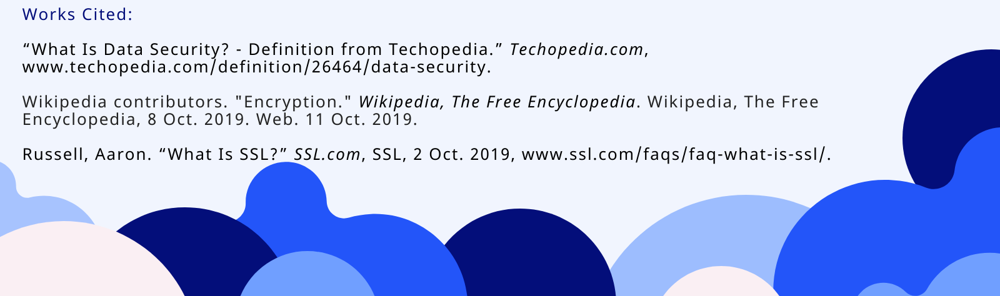 Works Cited:
“What Is Data Security? - Definition from Techopedia.” Techopedia.com,
www.techopedia.com/definition/26464/data-security.
Wikipedia contributors. "Encryption." Wikipedia, The Free Encyclopedia. Wikipedia, The Free
Encyclopedia, 8 Oct. 2019. Web. 11 Oct. 2019.
Russell, Aaron. “What Is SSL?” SSL.com, SSL, 2 Oct. 2019, www.ssl.com/faqs/faq-what-is-ssl/.